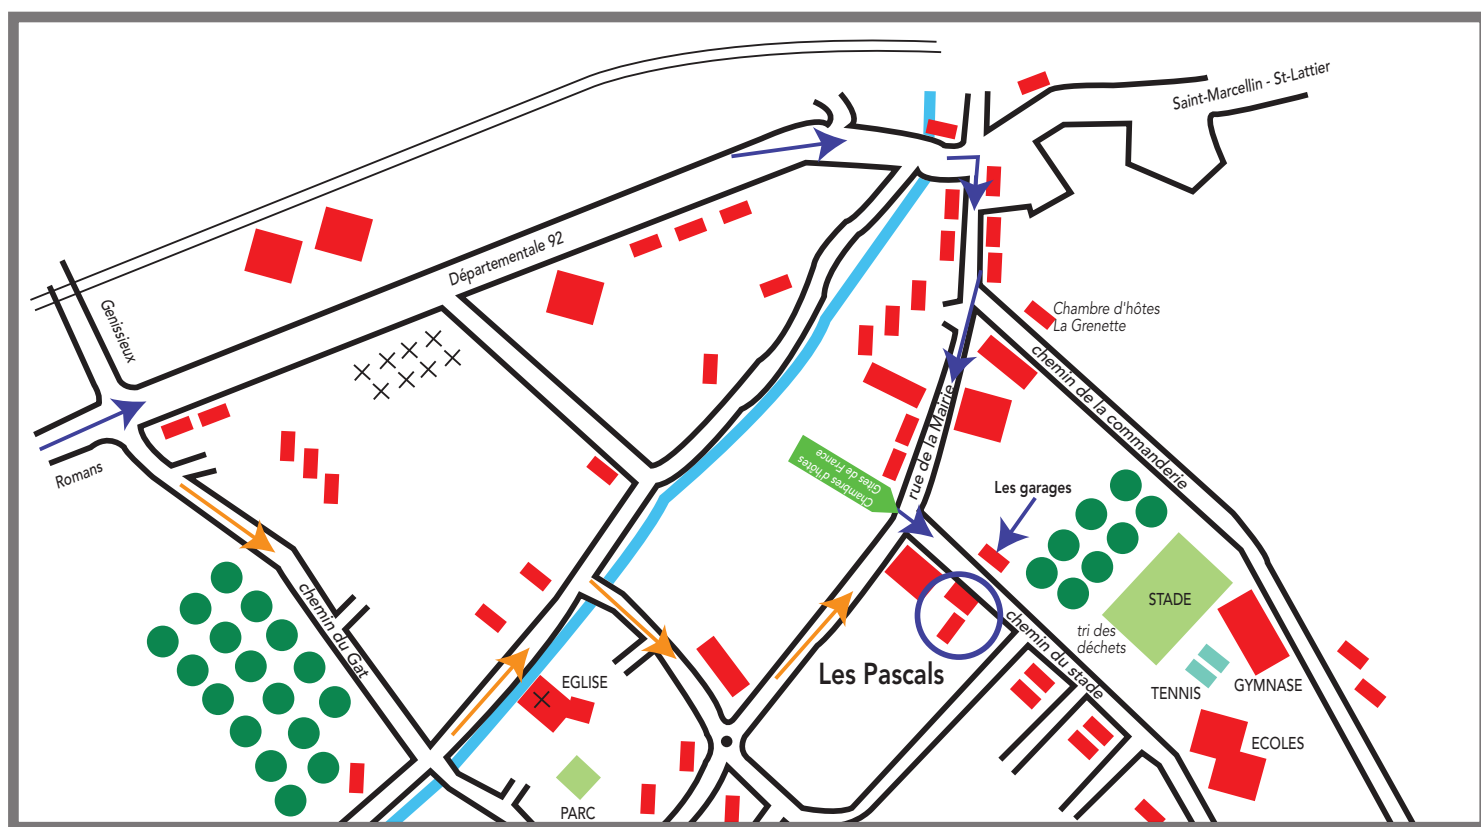 Saint-Marcellin - St-Lattier
Départementale 92
Genissieux
Chambre d'hôtes
La Grenette
chemin de la commanderie
rue de la Mairie
Chambres d'hôtes
Gîtes de France
Romans
Les garages
chemin du Gat
STADE
tri des
déchets
chemin du stade
Les Pascals
TENNIS
GYMNASE
EGLISE
ECOLES
PARC